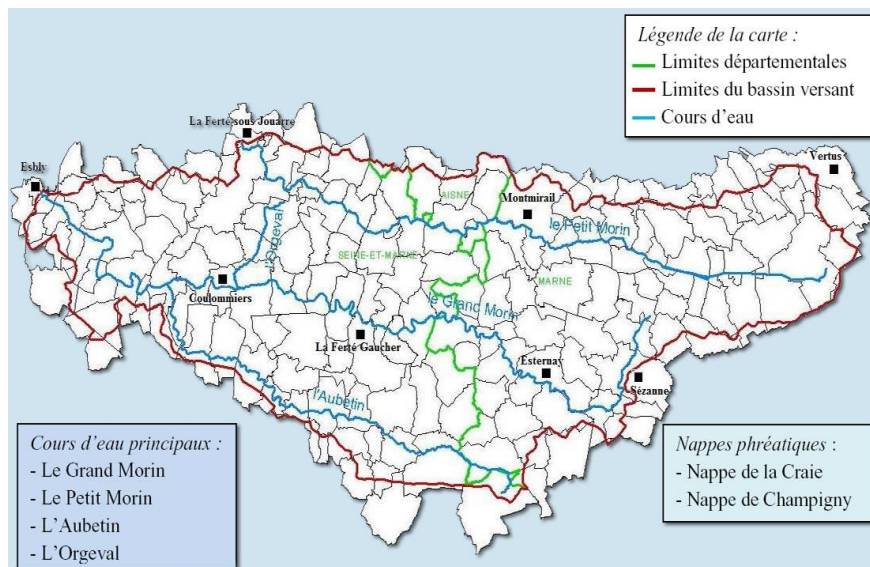 Légende de la carte :
Limites départementales
Limites du bassin versant
Cours d'eau
La Ferté-sous Jouarre
Esbly
Vertus
AISNE
Montmirail
le Petit Morin
l'Orgeval
SEINE-ET-MARNE
MARNE
Coulommiers
le Grand Morin
La Ferté Gaucher
Esternay
Sézanne
l'Aubetin
Cours d'eau principaux :
- Le Grand Morin
- Le Petit Morin
- L'Aubetin
- L'Orgeval
Nappes phréatiques :
- Nappe de la Craie
- Nappe de Champigny